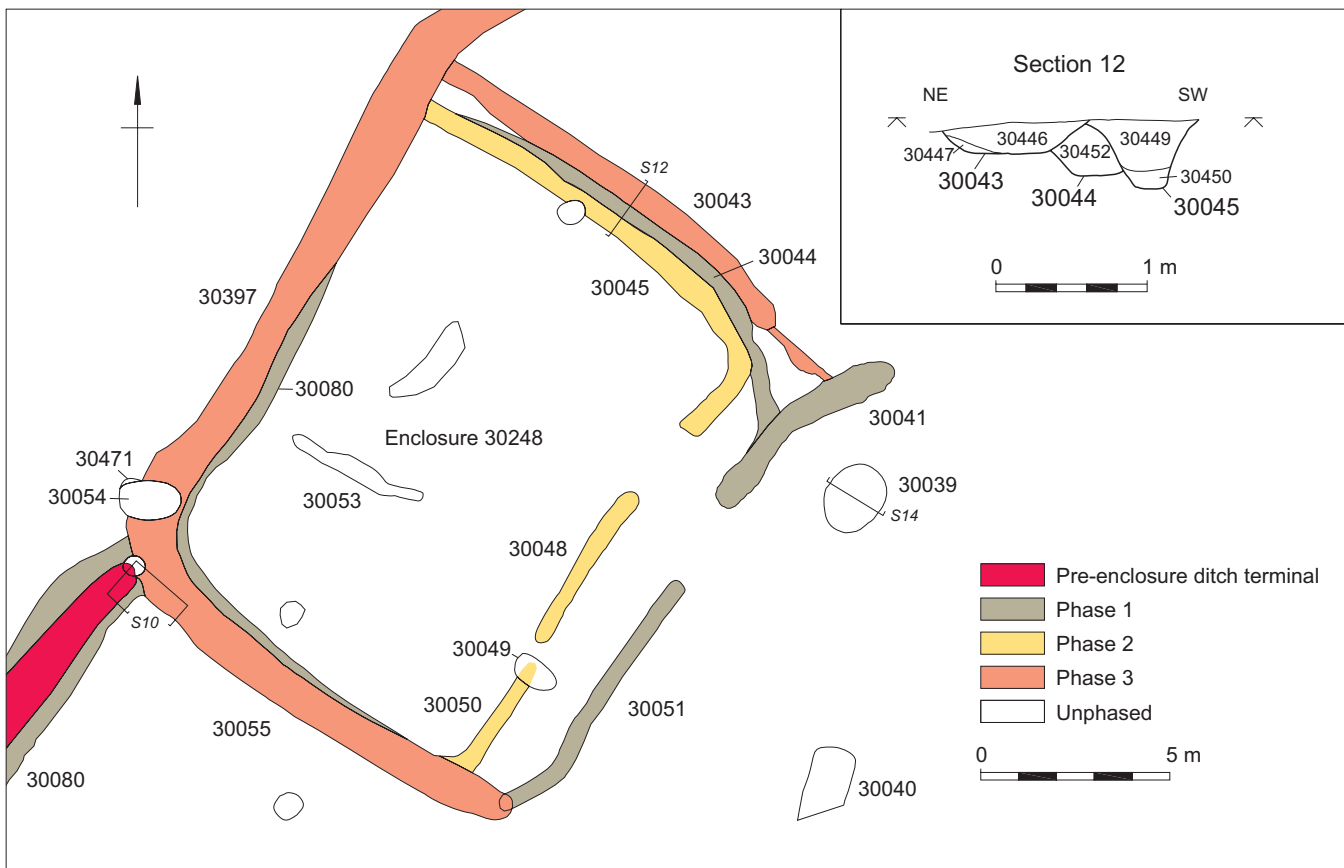 Section 12
NE SW
30446 30449
30447 30452
30450
30043
30044
30045
0 1 m
S12
30043
30044
30045
30397
30080
30041
Enclosure 30248
30471
30054
30053
30039
S14
30048
S10
30049
30050
30051
30055
30080
30040
Pre-enclosure ditch terminal
Phase 1
Phase 2
Phase 3
Unphased
0 5 m